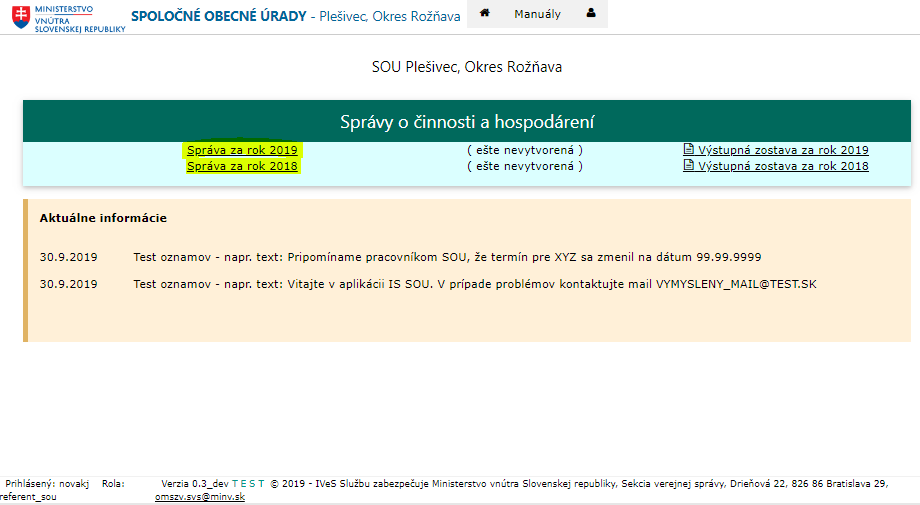 MINISTERSTVO
VNÚTRA
SLOVENSKEJ REPUBLIKY
SPOLOČNÉ OBECNÉ ÚRADY - Plešivec, Okres Rožňava
Manuály
SOU Plešivec, Okres Rožňava
Správy o činnosti a hospodárení
Správa za rok 2019 ( ešte nevytvorená ) Výstupná zostava za rok 2019
Správa za rok 2018 ( ešte nevytvorená ) Výstupná zostava za rok 2018
Aktuálne informácie
30.9.2019 Test oznamov - napr. text: Pripomíname pracovníkom SOU, že termín pre XYZ sa zmenil na dátum 99.99.9999
30.9.2019 Test oznamov - napr. text: Vitajte v aplikácii IS SOU. V prípade problémov kontaktujte mail VYMYSLENY_MAIL@TEST.SK
Prihlásený: novakj Rola:
referent_sou
Verzia 0.3_dev T E S T © 2019 - IVeS Službu zabezpečuje Ministerstvo vnútra Slovenskej republiky, Sekcia verejnej správy, Drieňová 22, 826 86 Bratislava 29,
omszv.svs@minv.sk